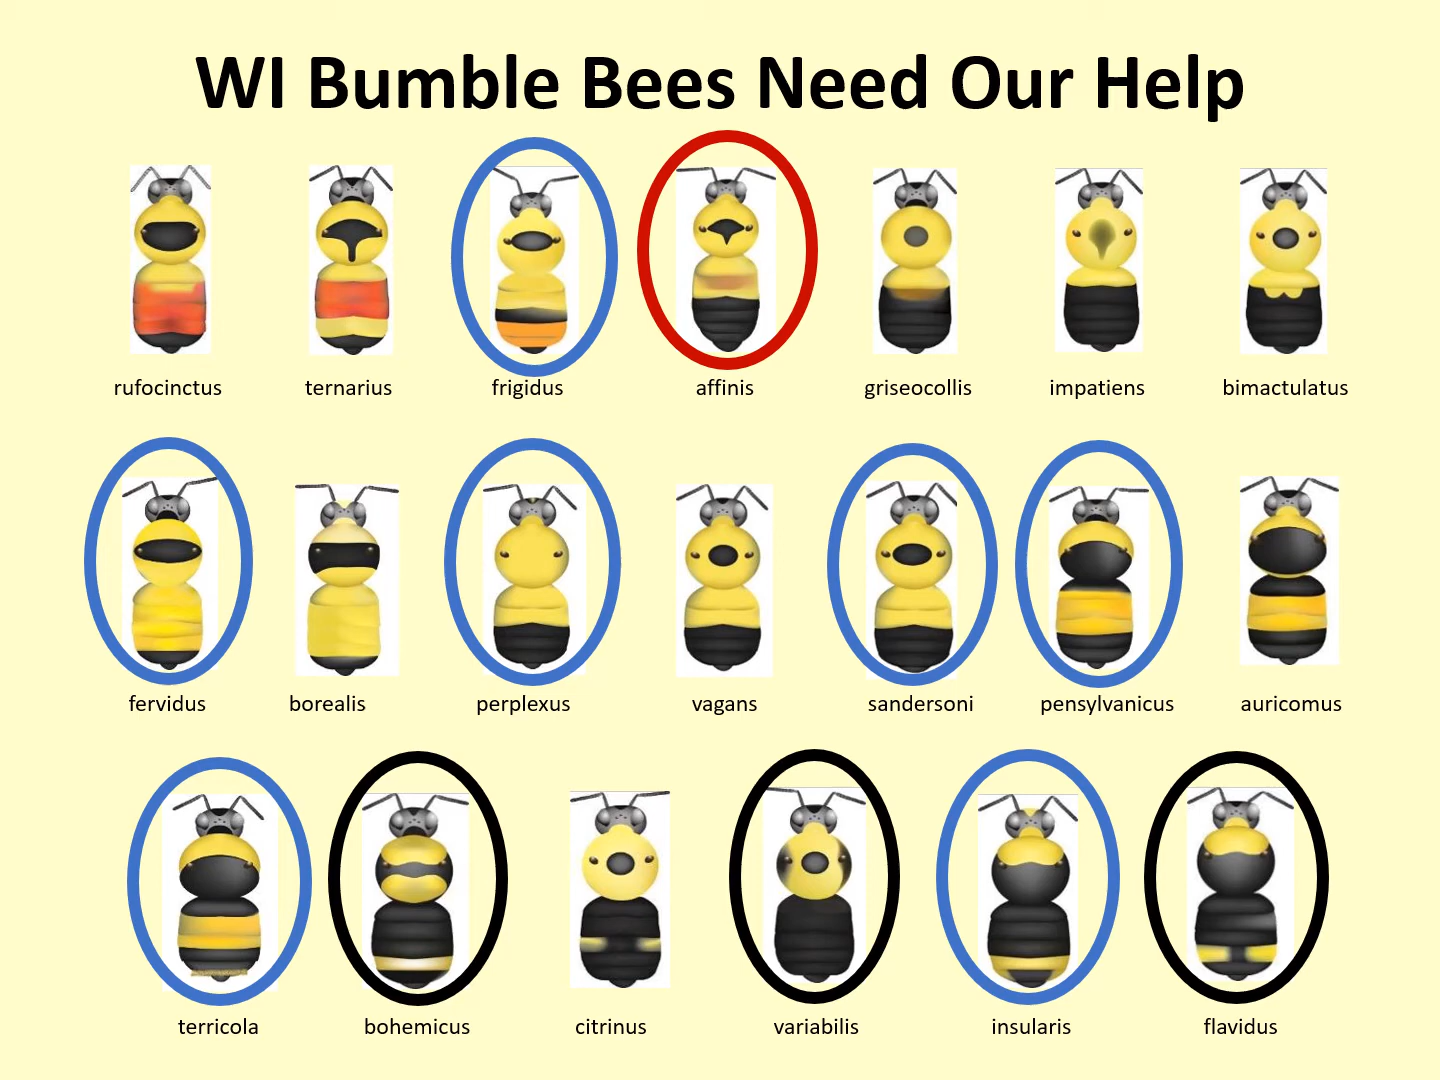 WI Bumble Bees Need Our Help
rufocinctus ternarius frigidus affinis griseocollis impatiens bimactulatus
fervidus borealis perplexus vagans sandersoni pensylvanicus auricomus
terricola bohemicus citrinus variabilis insularis flavidus